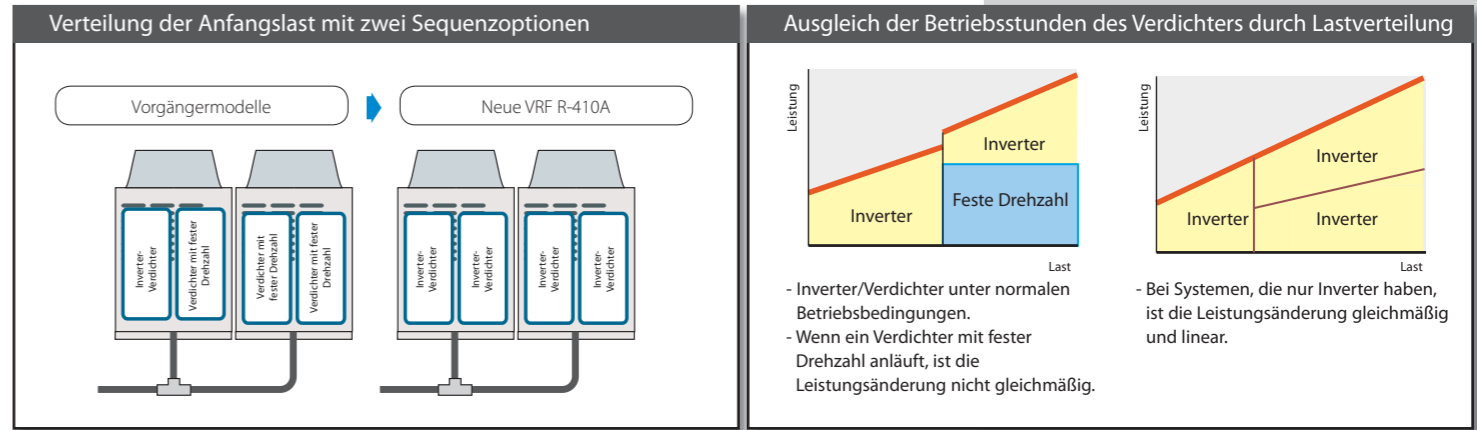 Verteilung der Anfangslast mit zwei Sequenzoptionen
Vorgängermodelle
Neue VRF R-410A
Inverter-
Verdichter
Verdichter mit fester
Drehzahl
Verdichter mit
fester Drehzahl
Verdichter mit fester
Drehzahl
Inverter-
Verdichter
Inverter-
Verdichter
Inverter-
Verdichter
Inverter-
Verdichter
Ausgleich der Betriebsstunden des Verdichters durch Lastverteilung
Leistung
Inverter
Inverter
Feste Drehzahl
Last
- Inverter/Verdichter unter normalen
Betriebsbedingungen.
- Wenn ein Verdichter mit fester
Drehzahl anläuft, ist die
Leistungsänderung nicht gleichmäßig.
Leistung
Inverter
Inverter
Inverter
Last
- Bei Systemen, die nur Inverter haben,
ist die Leistungsänderung gleichmäßig
und linear.